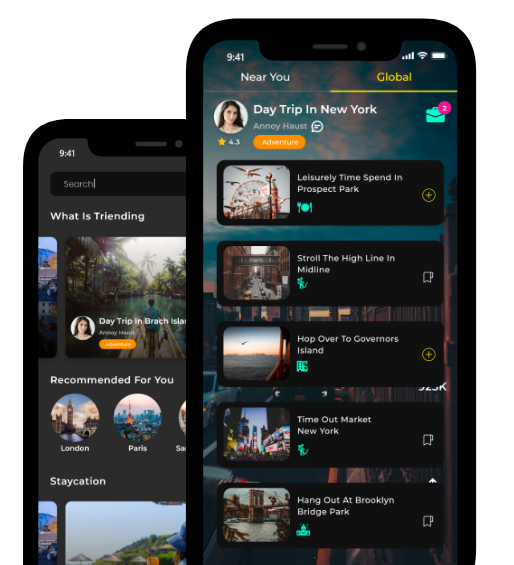 9:41
Near You
Global
Day Trip In New York
2
Annoy Haust
4.3
Adventure
Leisurely Time Spend In
Prospect Park
Stroll The High Line In
Midline
Hop Over To Governors
Island
Time Out Market
New York
Hang Out At Brooklyn
Bridge Park
9:41
Search
What Is Triending
Day Trip In Brach Isla
Annoy Haust
Adventure
Recommended For You
London
Paris
Staycation